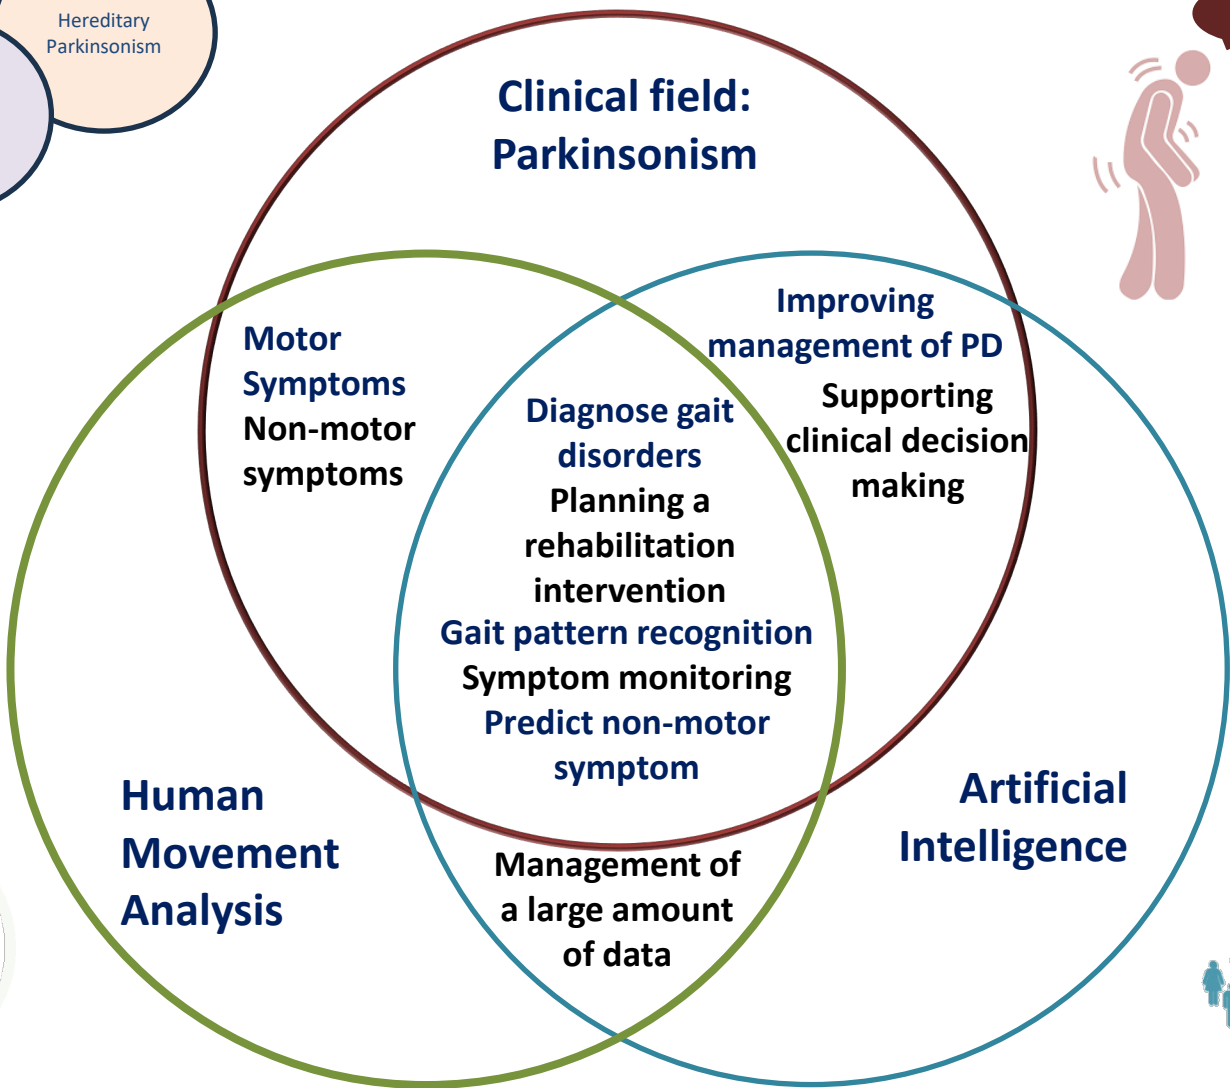 Hereditary
Parkinsonism
Clinical field:
Parkinsonism
Motor
Symptoms
Non-motor
symptoms
Improving
management of PD
Supporting
clinical decision
making
Diagnose gait
disorders
Planning a
rehabilitation
intervention
Gait pattern recognition
Symptom monitoring
Predict non-motor
symptom
Human
Movement
Analysis
Artificial
Intelligence
Management of
a large amount
of data